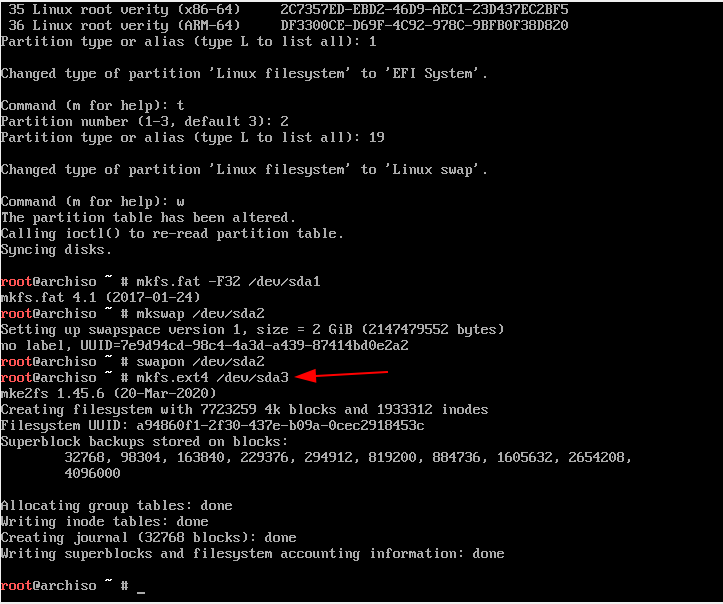 35 Linux root verity (x86-64)     2C7357ED-EBD2-46D9-AEC1-23D437EC2BF5
36 Linux root verity (ARM-64)     DF3300CE-D69F-4C92-978C-9BFB0F38D820
Partition type or alias (type L to list all): 1
Changed type of partition 'Linux filesystem' to 'EFI System'.
Command (m for help): t
Partition number (1-3, default 3): 2
Partition type or alias (type L to list all): 19
Changed type of partition 'Linux filesystem' to 'Linux swap'.
Command (m for help): w
The partition table has been altered.
Calling ioctl() to re-read partition table.
Syncing disks.
root@archiso ~ # mkfs.fat -F32 /dev/sda1
mkfs.fat 4.1 (2017-01-24)
root@archiso ~ # mkswap /dev/sda2
Setting up swapspace version 1, size = 2 GiB (2147479552 bytes)
no label, UUID=7e9d94cd-98c4-4a3d-a439-87414bd0e2a2
root@archiso ~ # swapon /dev/sda2
root@archiso ~ # mkfs.ext4 /dev/sda3
mke2fs 1.45.6 (20-Mar-2020)
Creating filesystem with 7723259 4k blocks and 1933312 inodes
Filesystem UUID: a94860f1-2f30-437e-b09a-0cec2918453c
Superblock backups stored on blocks:
        32768, 98304, 163840, 229376, 294912, 819200, 884736, 1605632, 2654208,
        4096000
Allocating group tables: done
Writing inode tables: done
Creating journal (32768 blocks): done
Writing superblocks and filesystem accounting information: done
root@archiso ~ # _